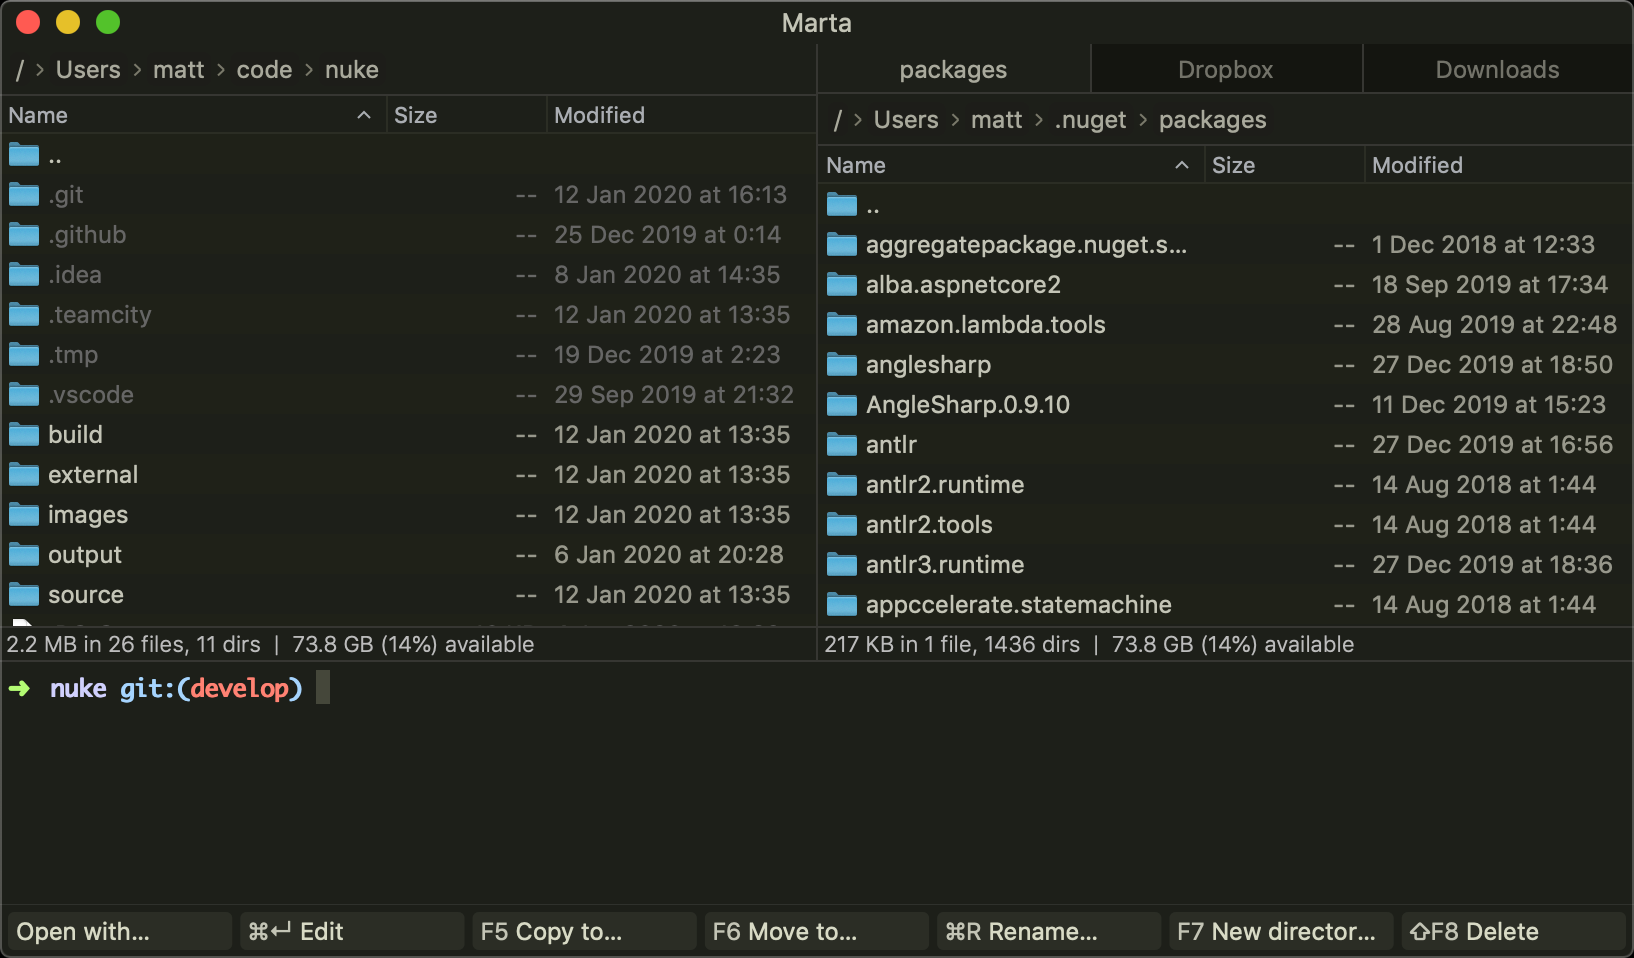 Marta
/ > Users > matt > code > nuke
Name Size Modified
..
.git -- 12 Jan 2020 at 16:13
.github -- 25 Dec 2019 at 0:14
.idea -- 8 Jan 2020 at 14:35
.teamcity -- 12 Jan 2020 at 13:35
.tmp -- 19 Dec 2019 at 2:23
.vscode -- 29 Sep 2019 at 21:32
build -- 12 Jan 2020 at 13:35
external -- 12 Jan 2020 at 13:35
images -- 12 Jan 2020 at 13:35
output -- 6 Jan 2020 at 20:28
source -- 12 Jan 2020 at 13:35
2.2 MB in 26 files, 11 dirs | 73.8 GB (14%) available
packages Dropbox Downloads
/ > Users > matt > .nuget > packages
Name Size Modified
..
aggregatepackage.nuget.s... -- 1 Dec 2018 at 12:33
alba.aspnetcore2 -- 18 Sep 2019 at 17:34
amazon.lambda.tools -- 28 Aug 2019 at 22:48
anglesharp -- 27 Dec 2019 at 18:50
AngleSharp.0.9.10 -- 11 Dec 2019 at 15:23
antlr -- 27 Dec 2019 at 16:56
antlr2.runtime -- 14 Aug 2018 at 1:44
antlr2.tools -- 14 Aug 2018 at 1:44
antlr3.runtime -- 27 Dec 2019 at 18:36
appccelerate.statemachine -- 14 Aug 2018 at 1:44
217 KB in 1 file, 1436 dirs | 73.8 GB (14%) available
➜ nuke git:(develop)
Open with... ⌘↩ Edit F5 Copy to... F6 Move to... ⌘R Rename... F7 New director... ⇧F8 Delete